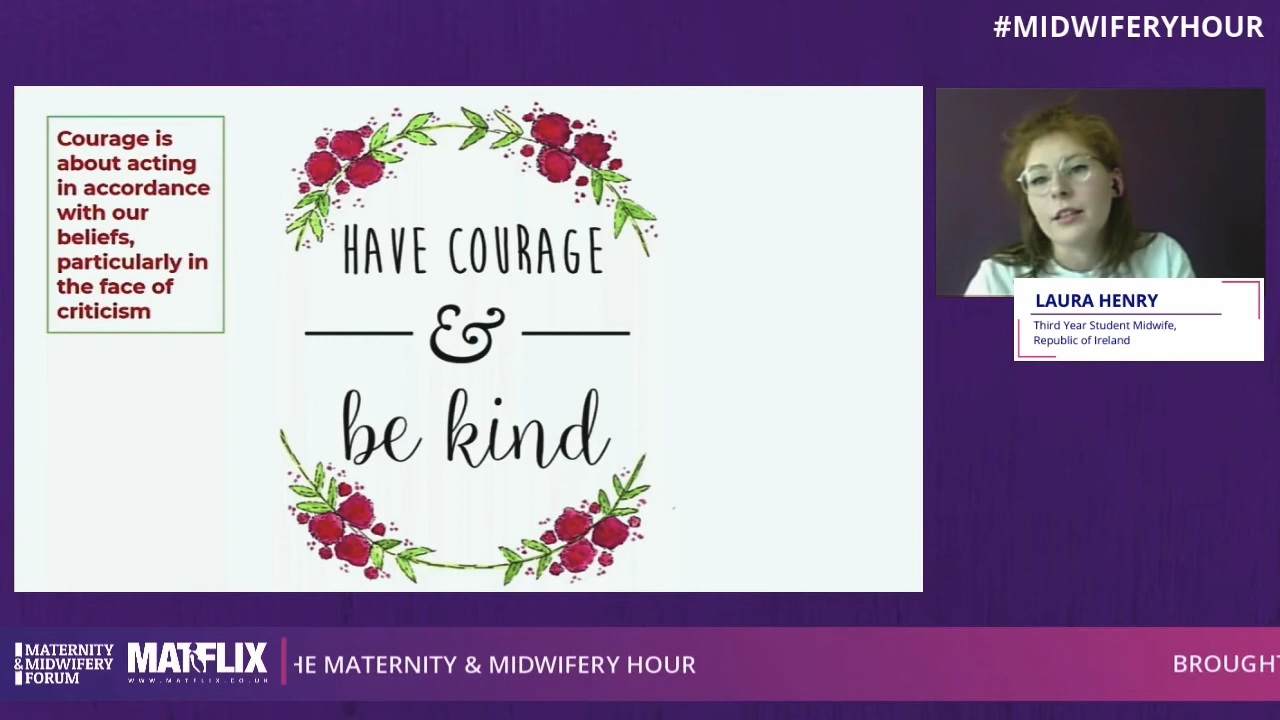 #MIDWIFERYHOUR
Courage is
about acting
in accordance
with our
beliefs,
particularly in
the face of
criticism
HAVE COURAGE
&
be kind
LAURA HENRY
Third Year Student Midwife,
Republic of Ireland
MATERNITY
& MIDWIFERY
FORUM
MATFLIX
WWW.MATFLIX.CO.UK
HE MATERNITY & MIDWIFERY HOUR
BROUGHT